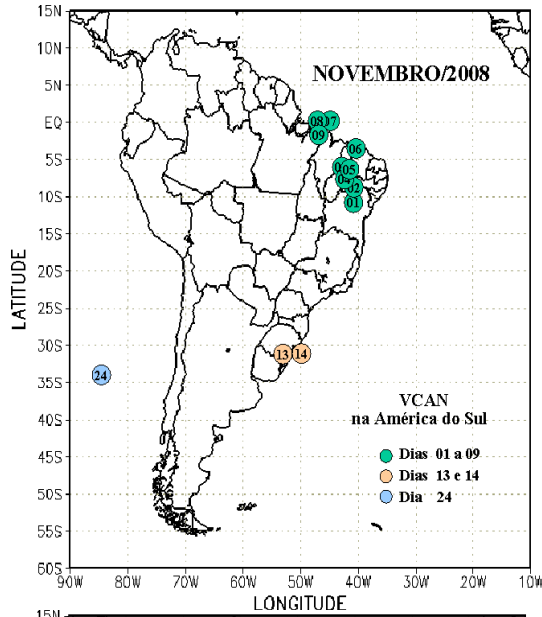 15N
10N
5N
EQ
5S
10S
15S
20S
25S
30S
35S
40S
45S
50S
55S
60S
LATITUDE
NOVEMBRO/2008
08 07
09
06
05
04
02
01
13 14
24
VCAN
na América do Sul
Dias 01 a 09
Dias 13 e 14
Dia 24
90W 80W 70W 60W 50W 40W 30W 20W 10W
LONGITUDE
15N